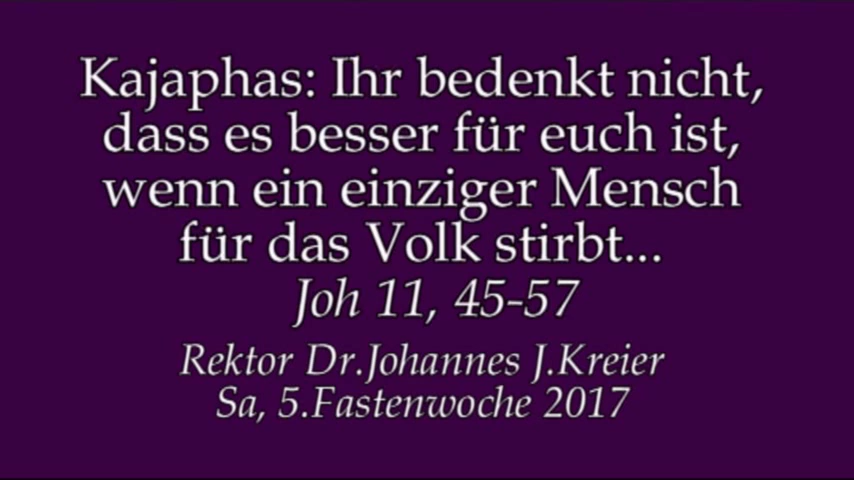 Kajaphas: Ihr bedenkt nicht,
dass es besser für euch ist,
wenn ein einziger Mensch
für das Volk stirbt...
Joh 11, 45-57
Rektor Dr.Johannes J.Kreier
Sa, 5.Fastenwoche 2017